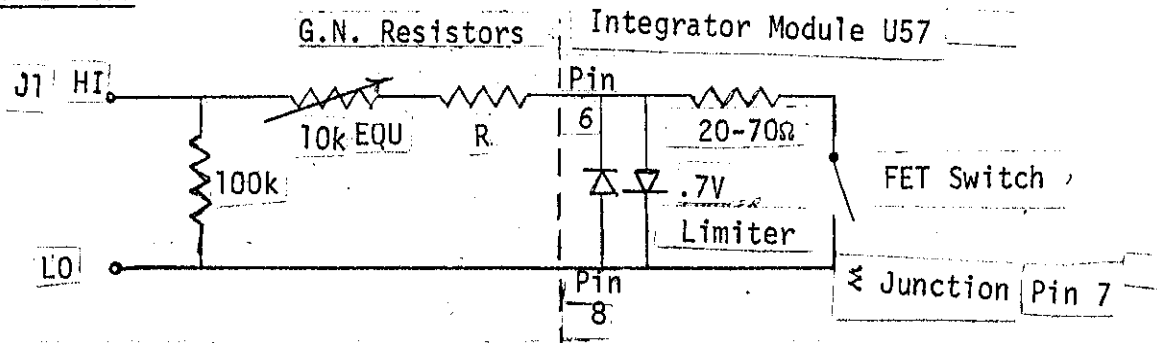 G.N. Resistors
Integrator Module U57
J1 HI
Pin
6
10k EQU
R
20-70Ω
100k
.7V
Limiter
FET Switch
LO
Pin
8
Σ Junction Pin 7